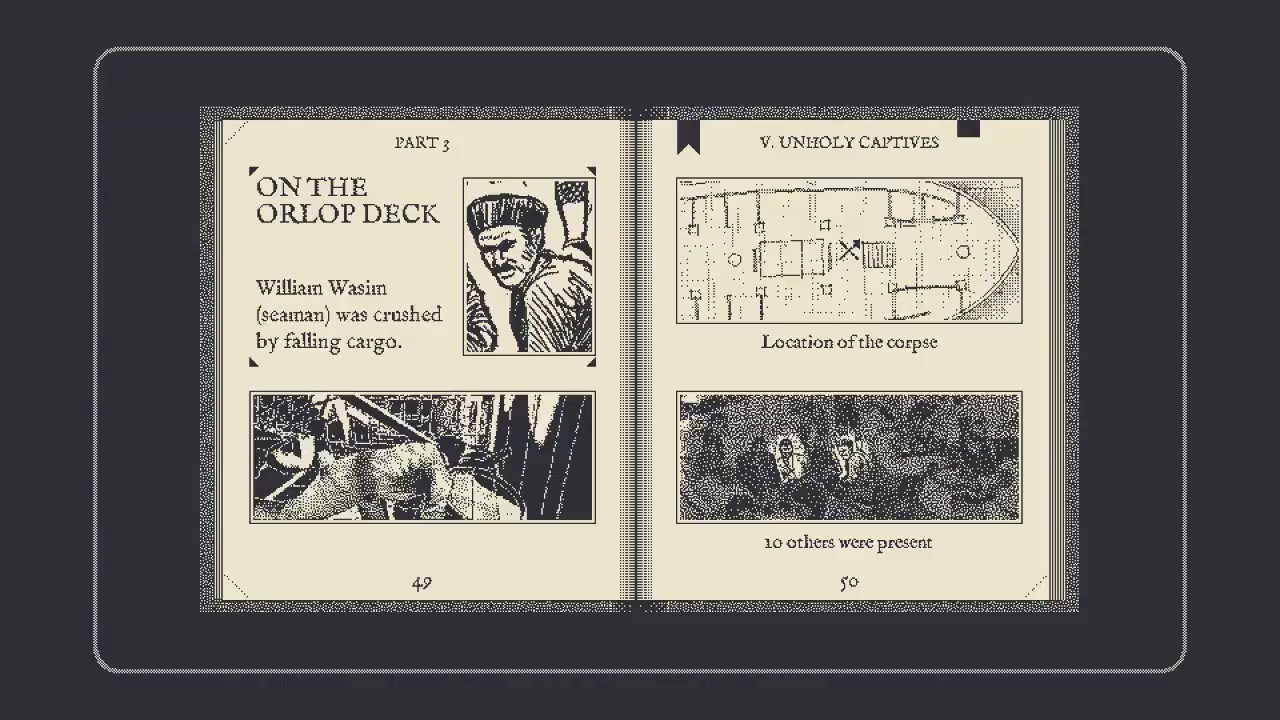 PART 3
ON THE
ORLOP DECK
William Wasim
(seaman) was crushed
by falling cargo.
49
V. UNHOLY CAPTIVES
Location of the corpse
10 others were present
50